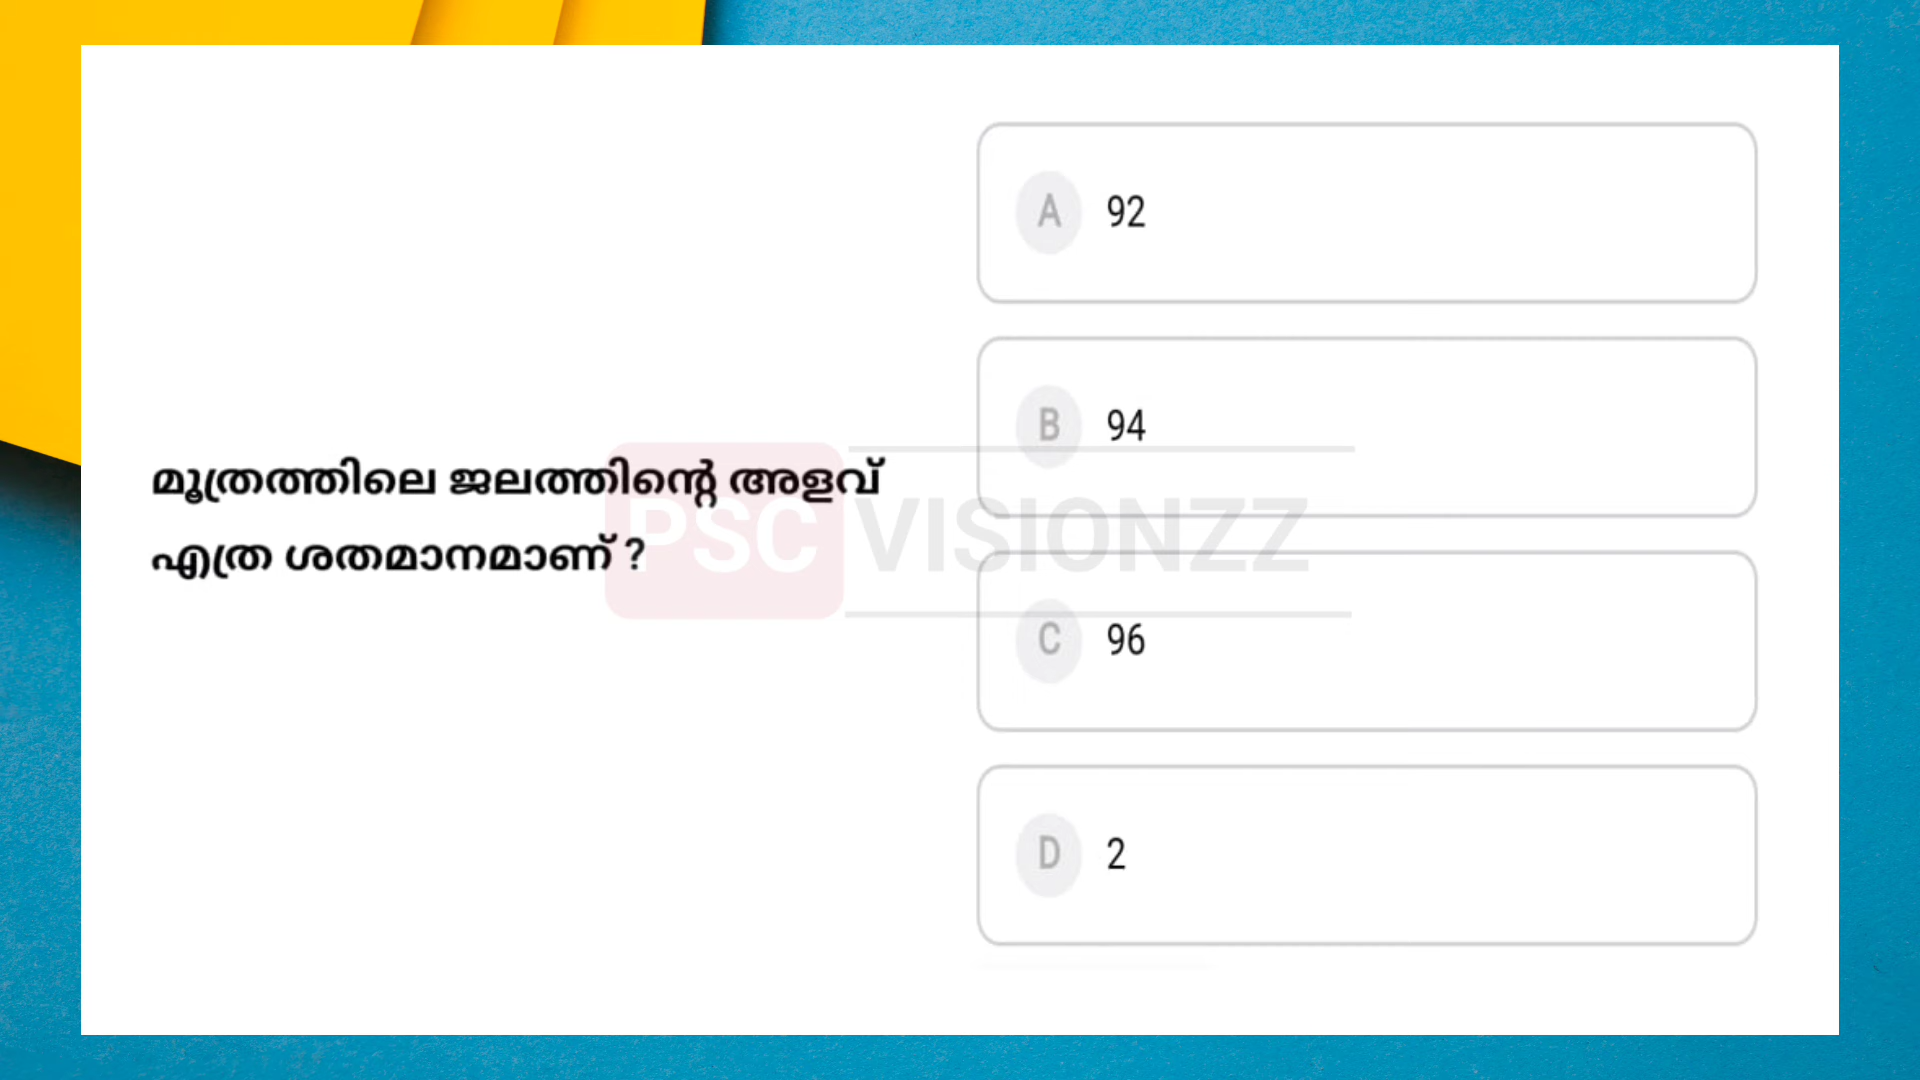 മൂത്രത്തിലെ ജലത്തിന്റെ അളവ്
എത്ര ശതമാനമാണ് ?
A 92
B 94
C 96
D 2
PSC VISIONZZ